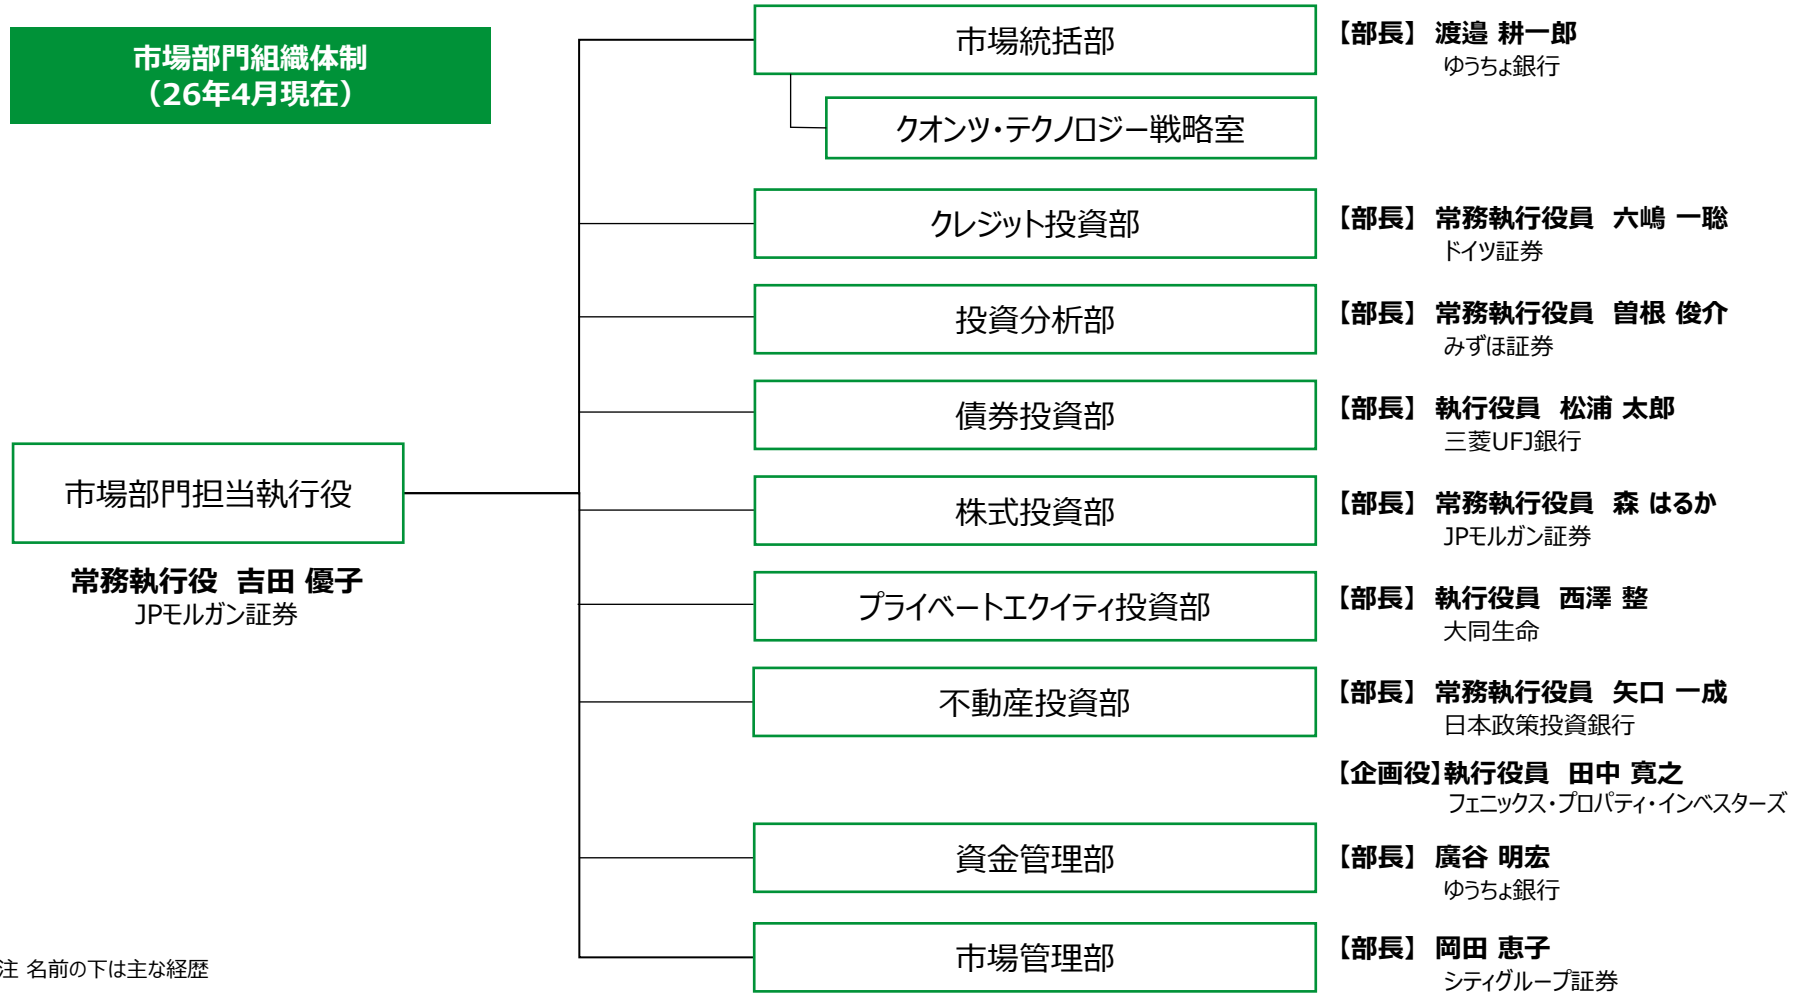 市場部門組織体制
（26年4月現在）
市場統括部
【部長】 渡邉 耕一郎
ゆうちょ銀行
クオンツ・テクノロジー戦略室
クレジット投資部
【部長】 常務執行役員 六嶋 一聡
ドイツ証券
投資分析部
【部長】 常務執行役員 曽根 俊介
みずほ証券
債券投資部
【部長】 執行役員 松浦 太郎
三菱UFJ銀行
市場部門担当執行役
常務執行役 吉田 優子
JPモルガン証券
株式投資部
【部長】 常務執行役員 森 はるか
JPモルガン証券
プライベートエクイティ投資部
【部長】 執行役員 西澤 整
大同生命
不動産投資部
【部長】 常務執行役員 矢口 一成
日本政策投資銀行
【企画役】執行役員 田中 寛之
フェニックス・プロパティ・インベスターズ
資金管理部
【部長】 廣谷 明宏
ゆうちょ銀行
市場管理部
【部長】 岡田 恵子
シティグループ証券
注 名前の下は主な経歴